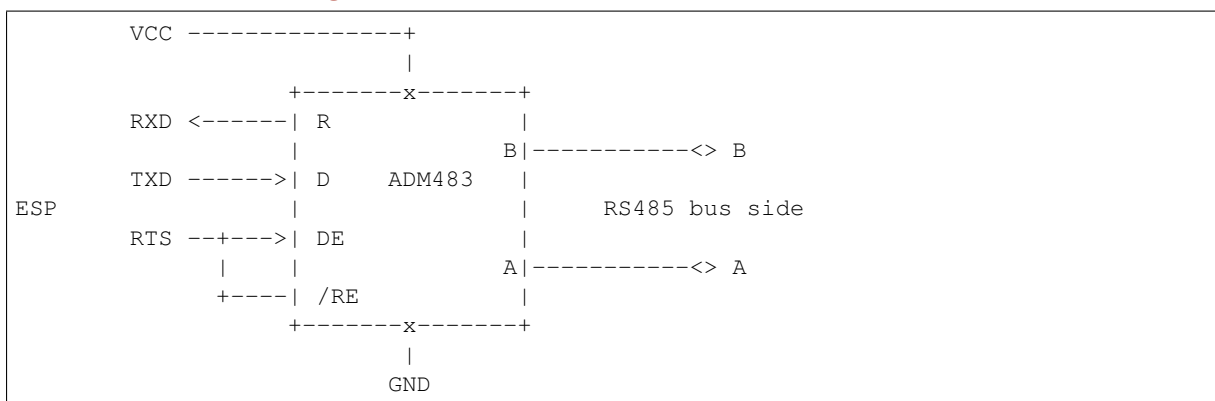 VCC ---------------+
|
+-------x-------+
RXD <------| R |
| B|-----------<> B
TXD ------>| D ADM483 |
ESP | | RS485 bus side
RTS --+--->| DE |
| | A|-----------<> A
+----| /RE |
+-------x-------+
|
GND